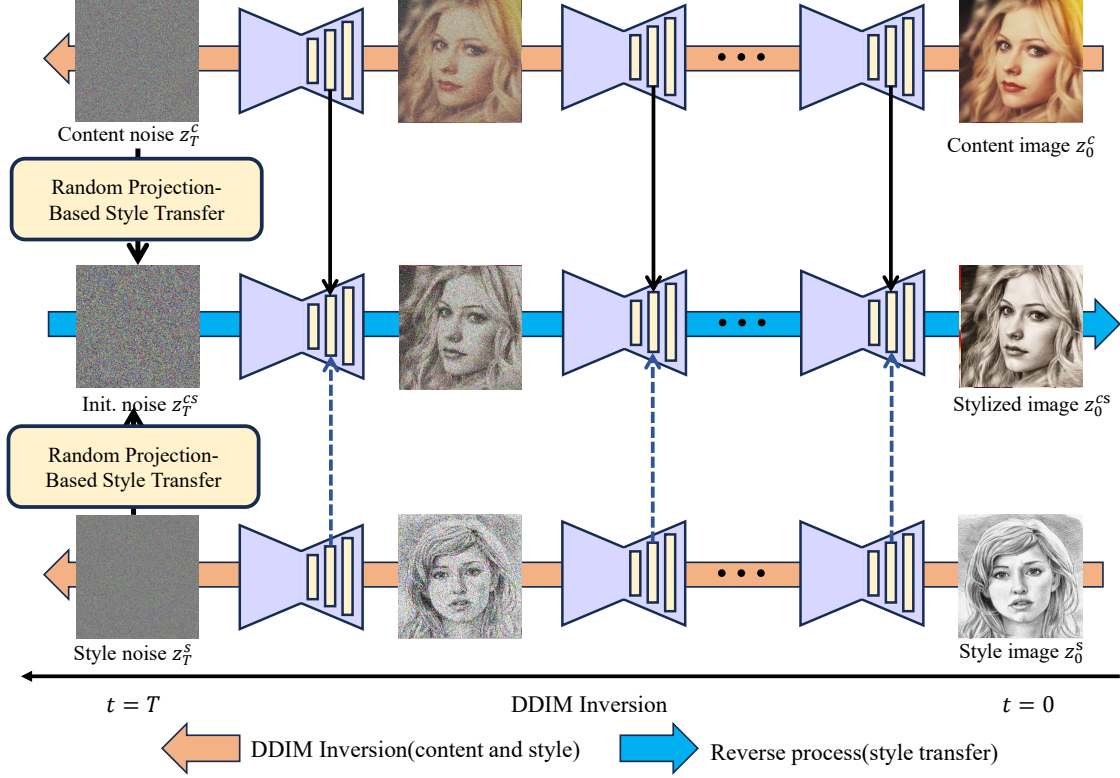 Content noise $z_T^c$
Content image $z_0^c$
Random Projection-
Based Style Transfer
Init. noise $z_T^{cs}$
Stylized image $z_0^{cs}$
Random Projection-
Based Style Transfer
Style noise $z_T^s$
Style image $z_0^s$
$t = T$
DDIM Inversion
$t = 0$
DDIM Inversion(content and style)
Reverse process(style transfer)